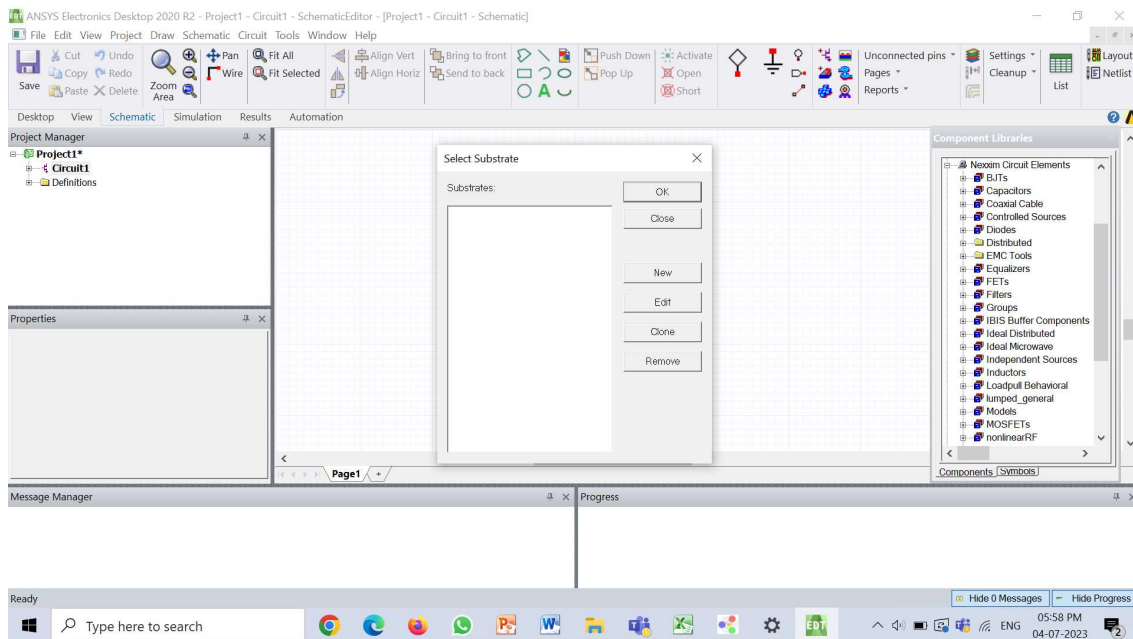 EDT ANSYS Electronics Desktop 2020 R2 - Project1 - Circuit1 - SchematicEditor - [Project1 - Circuit1 - Schematic]
File Edit View Project Draw Schematic Circuit Tools Window Help
Save
Cut
Copy
Paste
Undo
Redo
Delete
Zoom
Area
Pan
Wire
Fit All
Fit Selected
Align Vert
Align Horiz
Bring to front
Send to back
A
Push Down
Pop Up
Activate
Open
Short
Unconnected pins
Pages
Reports
Settings
Cleanup
List
Layout
Netlist
Desktop View Schematic Simulation Results Automation
Project Manager
Project1*
Circuit1
Definitions
Properties
Select Substrate
Substrates:
OK
Close
New
Edit
Clone
Remove
Page1 +
Component Libraries
Nexxim Circuit Elements
BJTs
Capacitors
Coaxial Cable
Controlled Sources
Diodes
Distributed
EMC Tools
Equalizers
FETs
Filters
Groups
IBIS Buffer Components
Ideal Distributed
Ideal Microwave
Independent Sources
Inductors
Loadpull Behavioral
lumped_general
Models
MOSFETs
nonlinearRF
Components Symbols
Message Manager
Progress
Ready
Hide 0 Messages Hide Progress
Type here to search
EDT
ENG
05:58 PM
04-07-2023
2